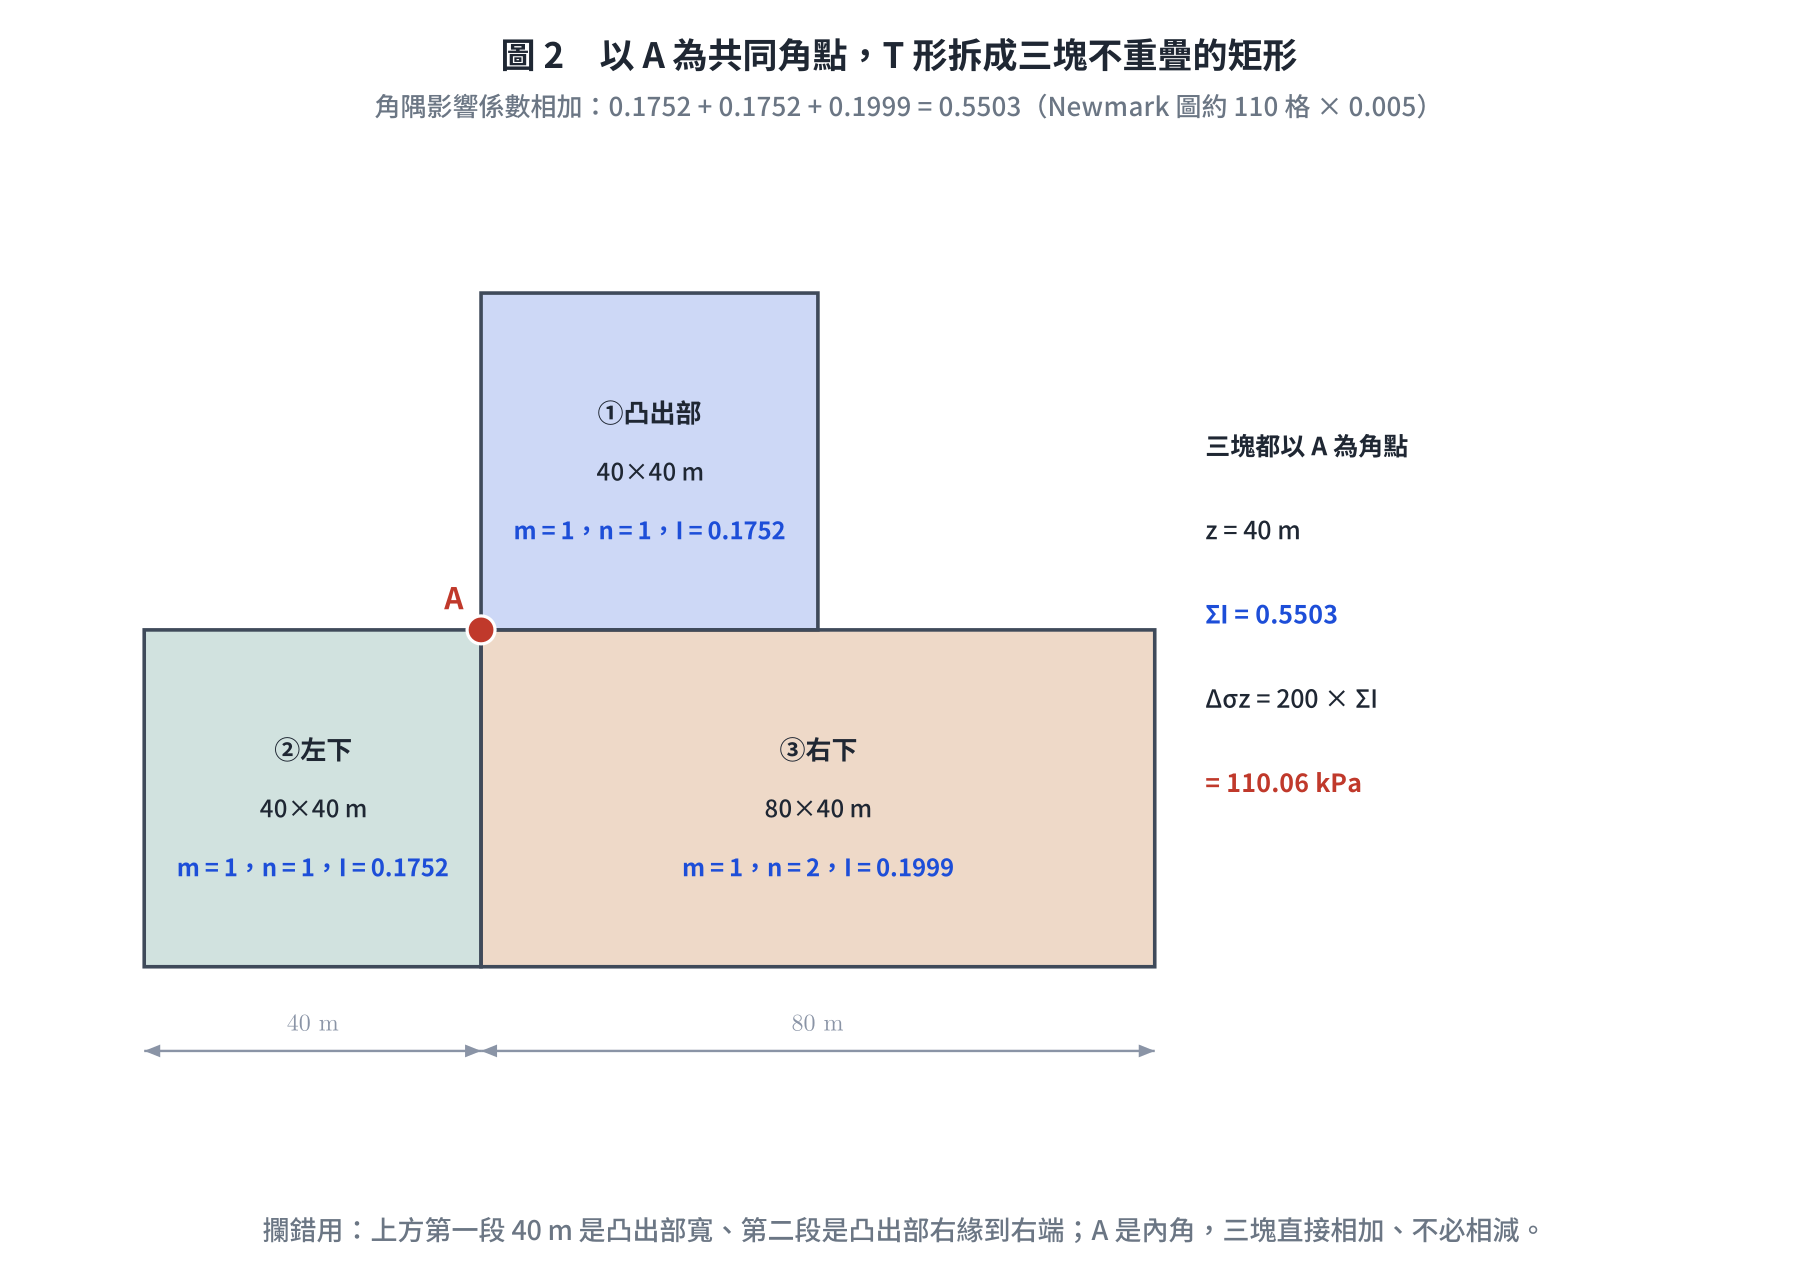 圖 2　以 A 為共同角點，T 形拆成三塊不重疊的矩形
角隅影響係數相加：0.1752 + 0.1752 + 0.1999 = 0.5503（Newmark 圖約 110 格 × 0.005）
①凸出部
40×40 m
m = 1，n = 1，I = 0.1752
A
三塊都以 A 為角點
z = 40 m
ΣI = 0.5503
Δσz = 200 × ΣI
= 110.06 kPa
②左下
40×40 m
m = 1，n = 1，I = 0.1752
③右下
80×40 m
m = 1，n = 2，I = 0.1999
40 m
80 m
攔錯用：上方第一段 40 m 是凸出部寬、第二段是凸出部右緣到右端；A 是內角，三塊直接相加、不必相減。